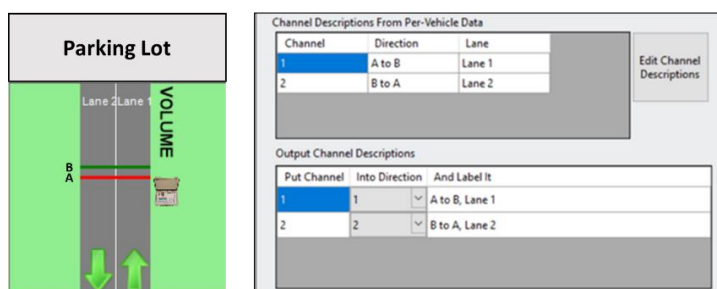 Parking Lot
Lane 2
Lane 1
VOLUME
B
A
Channel Descriptions From Per-Vehicle Data
Channel Direction Lane
1 A to B Lane 1
2 B to A Lane 2
Edit Channel
Descriptions
Output Channel Descriptions
Put Channel Into Direction And Label It
1 1 A to B, Lane 1
2 2 B to A, Lane 2